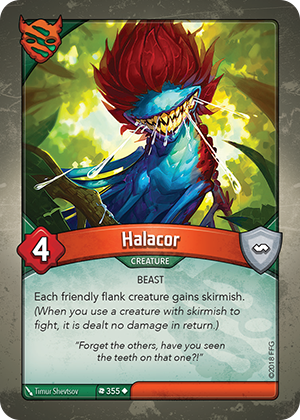 Halacor
4
CREATURE
BEAST
Each friendly flank creature gains skirmish.
(When you use a creature with skirmish to
fight, it is dealt no damage in return.)
"Forget the others, have you seen
the teeth on that one?!"
Timur Shevtsov
355
©2018 FFG